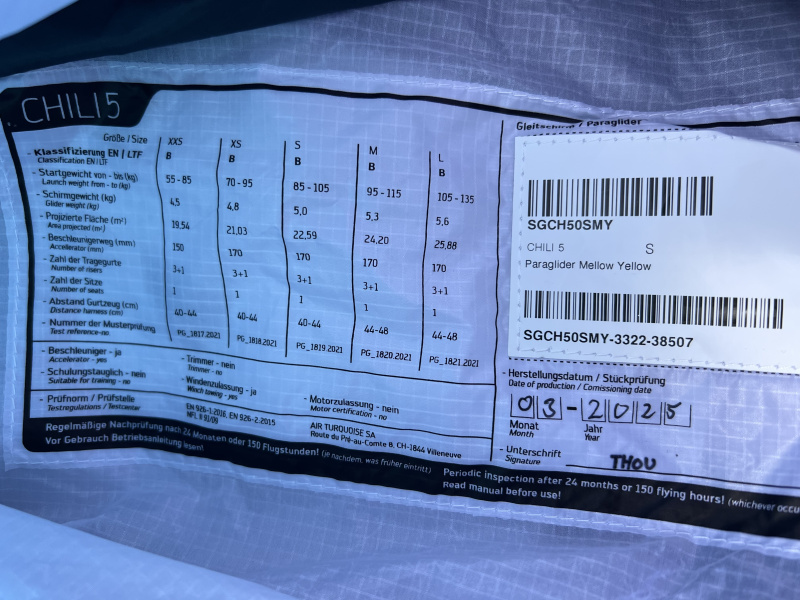 CHILI5
Größe / Size XXS XS S M L
- Klassifizierung EN | LTF B B B B B
Classification EN | LTF
- Startgewicht von - bis (kg) 55 - 85 70 - 95 85 - 105 95 - 115 105 - 135
Launch weight from - to (kg)
- Schirmgewicht (kg) 4,5 4,8 5,0 5,3 5,6
Glider weight (kg)
- Projizierte Fläche (m²) 19,54 21,03 22,59 24,20 25,88
Area projected (m²)
- Beschleunigerweg (mm) 150 170 170 170 170
Accelerator (mm)
- Zahl der Tragegurte 3+1 3+1 3+1 3+1 3+1
Number of risers
- Zahl der Sitze 1 1 1 1 1
Number of seats
- Abstand Gurtzeug (cm) 40-44 40-44 40-44 44-48 44-48
Distance harness (cm)
- Nummer der Musterprüfung PG_1817.2021 PG_1818.2021 PG_1819.2021 PG_1820.2021 PG_1821.2021
Test reference-no.
- Beschleuniger - ja
Accelerator - yes
- Trimmer - nein
Trimmer - no
- Schulungstauglich - nein
Suitable for training - no
- Windenzulassung - ja
Winch towing - yes
- Motorzulassung - nein
Motor certification - no
- Prüfnorm / Prüfstelle
Testregulations / Testcenter
EN 926-1:2016, EN 926-2:2015
NFL II 91/09
AIR TURQUOISE SA
Route du Pré-au-Comte 8, CH-1844 Villeneuve
Regelmäßige Nachprüfung nach 24 Monaten oder 150 Flugstunden! (je nachdem, was früher eintritt)
Vor Gebrauch Betriebsanleitung lesen!
Periodic inspection after 24 months or 150 flying hours! (whichever occu
Read manual before use!
Gleitschirm / Paraglider
SGCH50SMY
CHILI 5 S
Paraglider Mellow Yellow
SGCH50SMY-3322-38507
- Herstellungsdatum / Stückprüfung
Date of production / Comissioning date
03-2025
Monat Jahr
Month Year
- Unterschrift
Signature
THOU